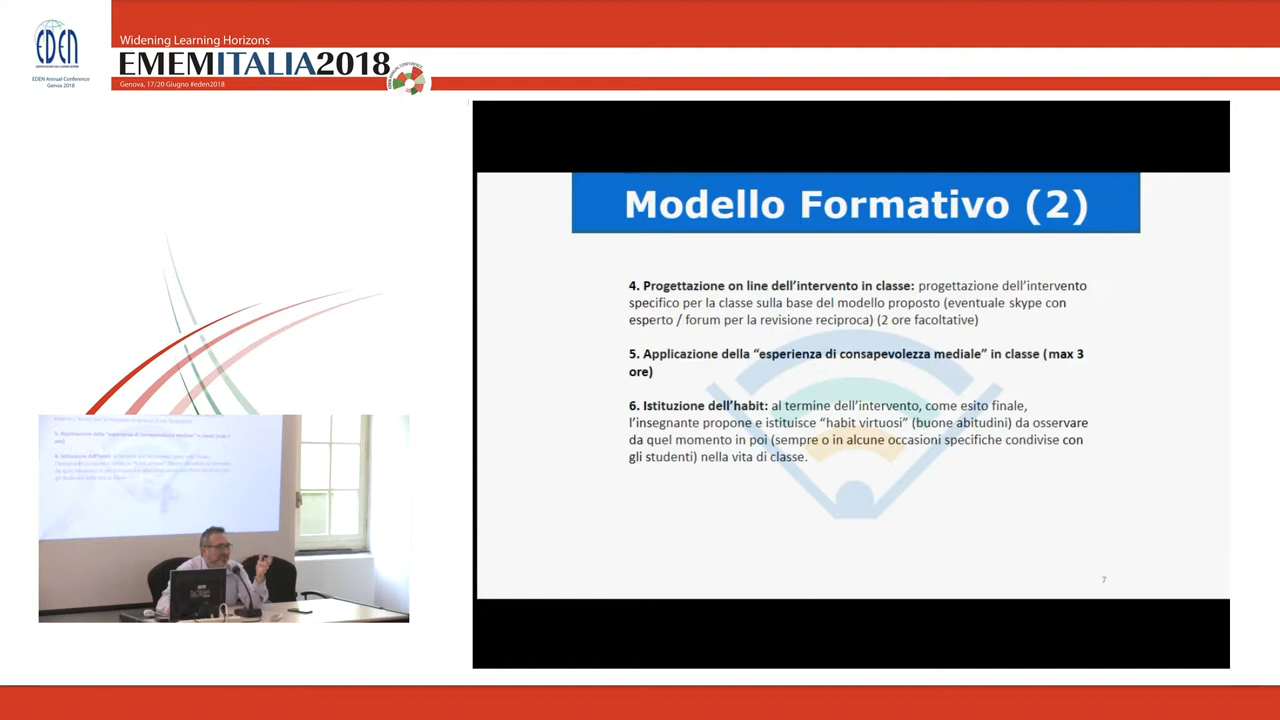 EDEN
EDEN Annual Conference
Genoa 2018
Widening Learning Horizons
EMEMITALIA2018
Genova, 17/20 Giugno #eden2018
Modello Formativo (2)
4. Progettazione on line dell’intervento in classe: progettazione dell’intervento
specifico per la classe sulla base del modello proposto (eventuale skype con
esperto / forum per la revisione reciproca) (2 ore facoltative)
5. Applicazione della “esperienza di consapevolezza mediale” in classe (max 3
ore)
6. Istituzione dell’habit: al termine dell’intervento, come esito finale,
l’insegnante propone e istituisce “habit virtuosi” (buone abitudini) da osservare
da quel momento in poi (sempre o in alcune occasioni specifiche condivise con
gli studenti) nella vita di classe.
7